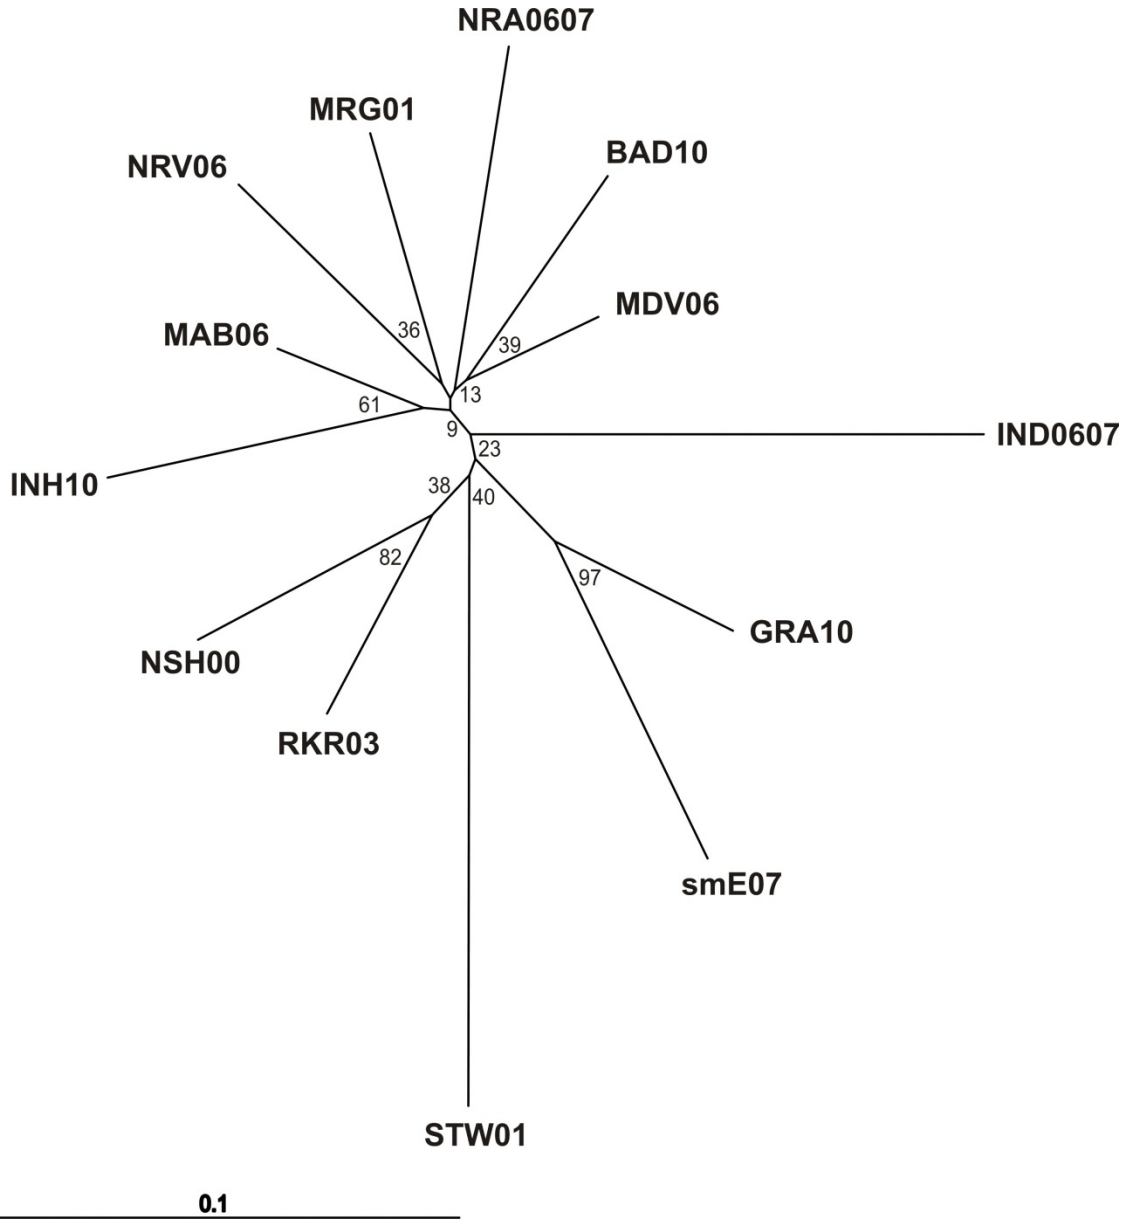 NRA0607
MRG01
BAD10
NRV06
MDV06
36
MAB06
39
13
61
9
IND0607
23
INH10
38
40
82
97
GRA10
NSH00
RKR03
smE07
STW01
0.1